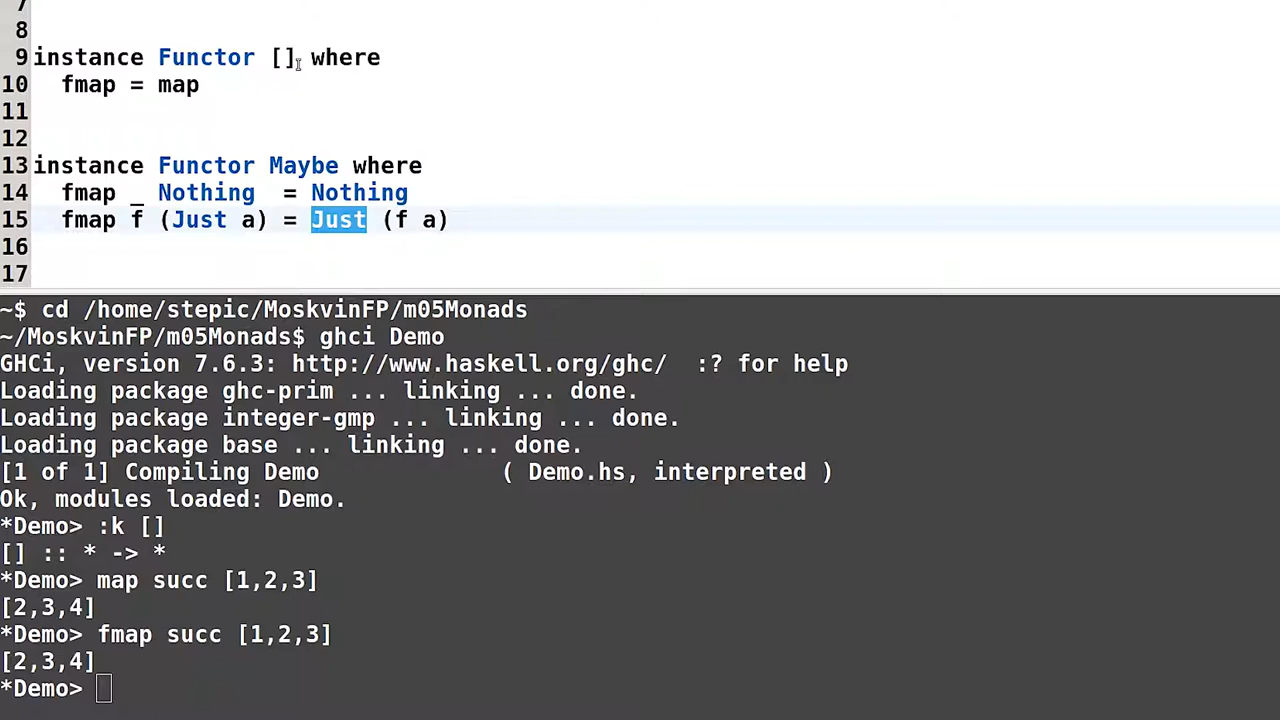 7
8
9 instance Functor [] where
10   fmap = map
11
12
13 instance Functor Maybe where
14   fmap _ Nothing  = Nothing
15   fmap f (Just a) = Just (f a)
16
17
~$ cd /home/stepic/MoskvinFP/m05Monads
~/MoskvinFP/m05Monads$ ghci Demo
GHCi, version 7.6.3: http://www.haskell.org/ghc/  :? for help
Loading package ghc-prim ... linking ... done.
Loading package integer-gmp ... linking ... done.
Loading package base ... linking ... done.
[1 of 1] Compiling Demo             ( Demo.hs, interpreted )
Ok, modules loaded: Demo.
*Demo> :k []
[] :: * -> *
*Demo> map succ [1,2,3]
[2,3,4]
*Demo> fmap succ [1,2,3]
[2,3,4]
*Demo>